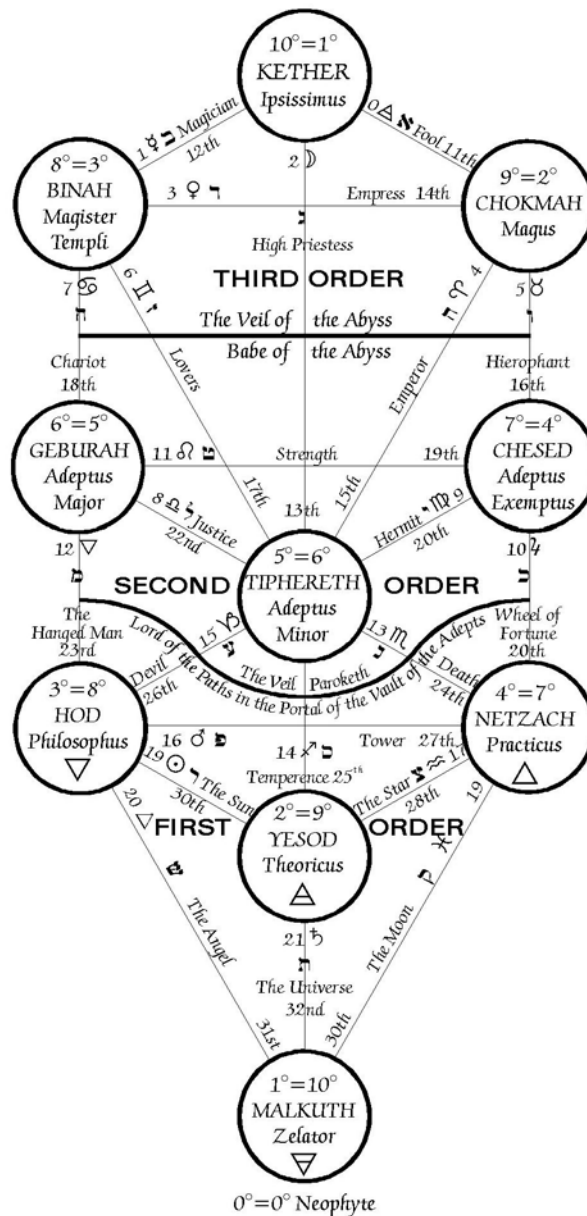 10°=1°
KETHER
Ipsissimus
1 ☿ ב Magician
12th
0 🜁 א Fool 11th
2 ☽
8°=3°
BINAH
Magister
Templi
3 ♀ ד
Empress 14th
9°=2°
CHOKMAH
Magus
ג
High Priestess
THIRD ORDER
7 ♋
ח
6 ♊ ז
4 ♈ ה
5 ♉
ו
The Veil of the Abyss
Babe of the Abyss
Chariot
18th
Lovers
17th
Emperor
15th
Hierophant
16th
6°=5°
GEBURAH
Adeptus
Major
11 ♌ ט Strength 19th
7°=4°
CHESED
Adeptus
Exemptus
13th
8 ♎ ל Justice
22nd
Hermit י ♍ 9
20th
12 ▽
מ
5°=6°
TIPHERETH
Adeptus
Minor
10 ♃
כ
SECOND ORDER
The
Hanged Man
23rd
15 ♑
ע
Devil
26th
13 ♏
נ
Death
24th
Wheel of
Fortune
20th
Lord of the Paths in the Portal of the Vault of the Adepts
The Veil Paroketh
3°=8°
HOD
Philosophus
▽
16 ♂ פ
Tower 27th
4°=7°
NETZACH
Practicus
△
14 ♐ ס
Temperence 25th
19 ☉ ר The Sun
30th
The Star צ ♒ 17
28th
FIRST ORDER
2°=9°
YESOD
Theoricus
🜁
20 △
ש
The Angel
31st
19
♓
ק
The Moon
30th
21 ♄
ת
The Universe
32nd
1°=10°
MALKUTH
Zelator
🜃
0°=0° Neophyte